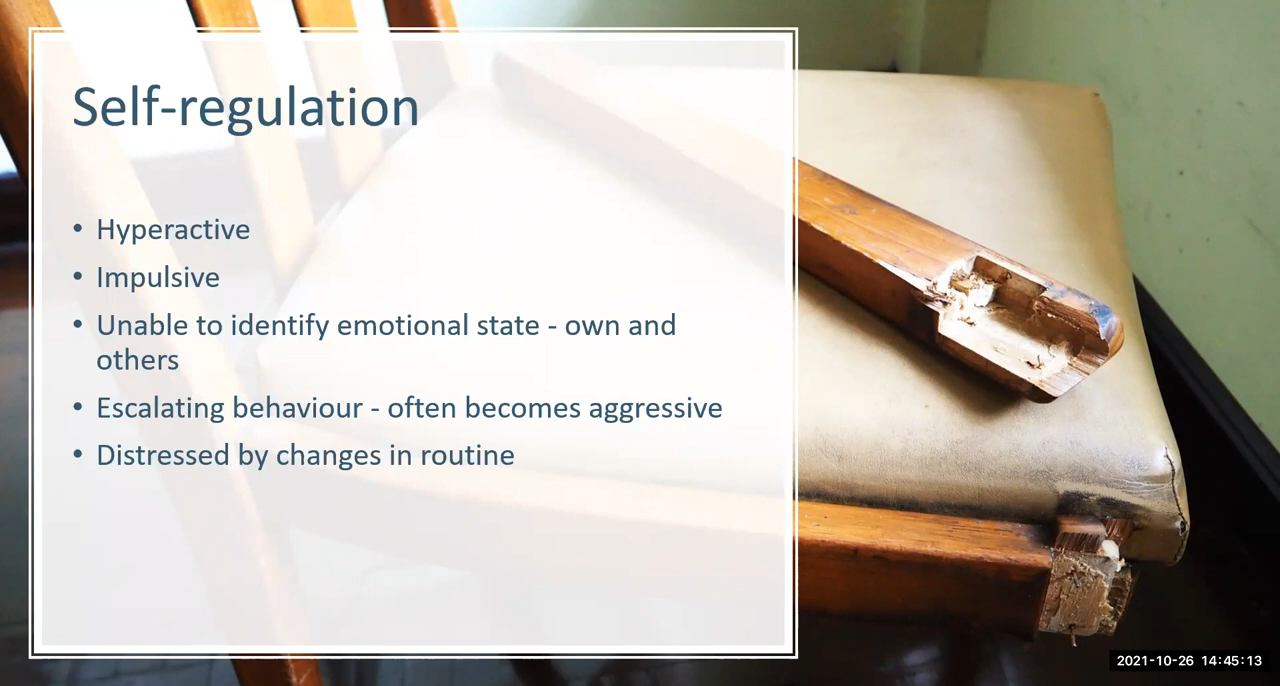 Self-regulation
• Hyperactive
• Impulsive
• Unable to identify emotional state - own and
others
• Escalating behaviour - often becomes aggressive
• Distressed by changes in routine
2021-10-26 14:45:13